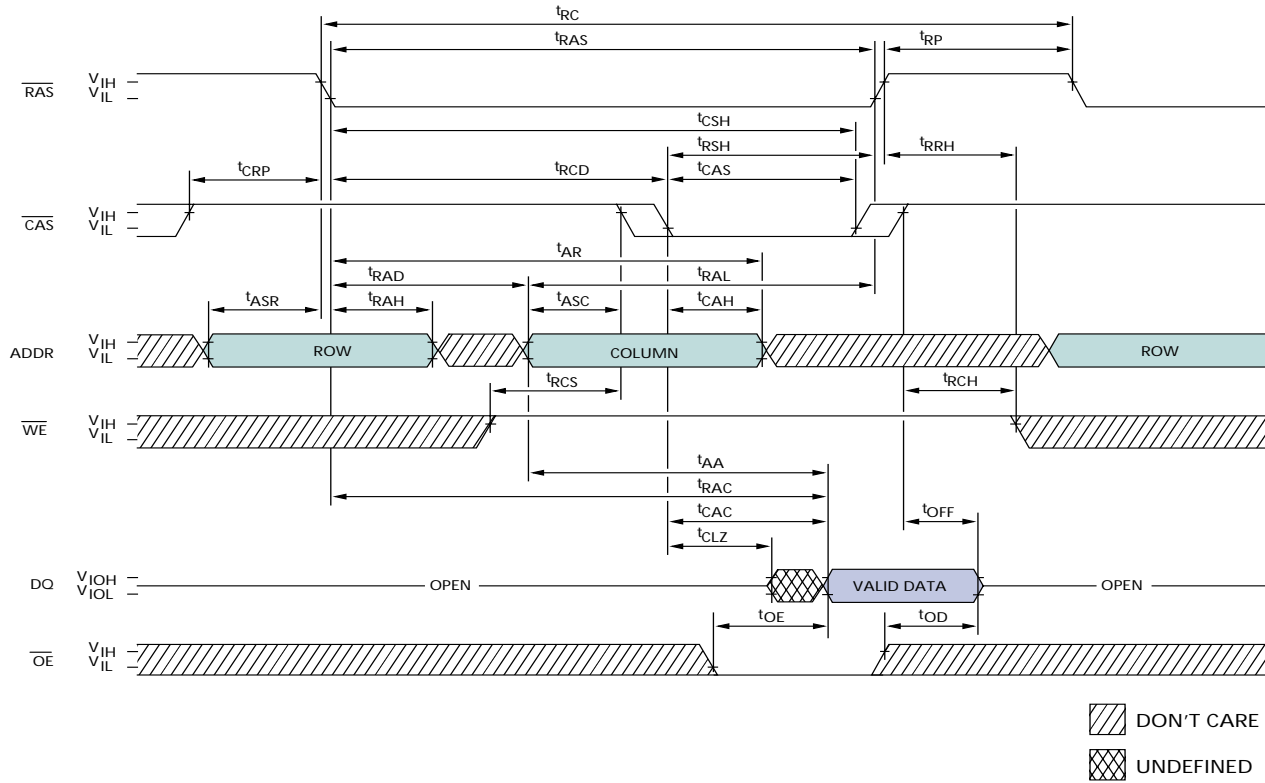 tRC
tRAS
tRP
RAS
VIH
VIL
tCSH
tRSH
tRRH
tCRP
tRCD
tCAS
CAS
VIH
VIL
tAR
tRAD
tRAL
tASR
tRAH
tASC
tCAH
ADDR
VIH
VIL
ROW
COLUMN
ROW
tRCS
tRCH
WE
VIH
VIL
tAA
tRAC
tCAC
tOFF
tCLZ
DQ
VIOH
VIOL
OPEN
VALID DATA
OPEN
tOE
tOD
OE
VIH
VIL
DON'T CARE
UNDEFINED